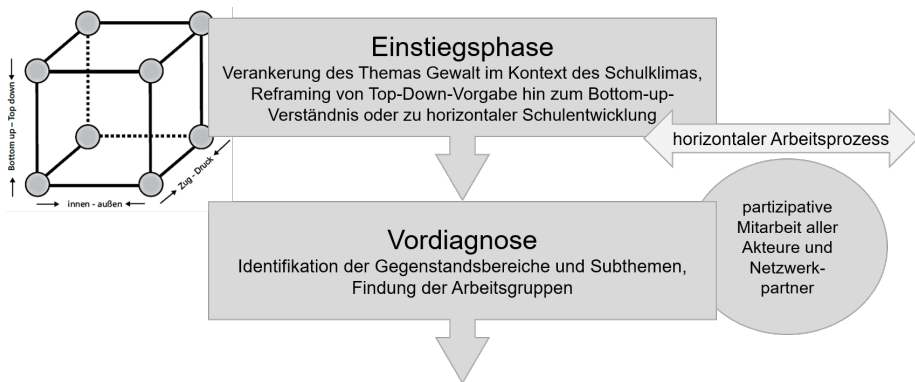 Bottom up – Top down
innen - außen
Zug - Druck
Einstiegsphase
Verankerung des Themas Gewalt im Kontext des Schulklimas,
Reframing von Top-Down-Vorgabe hin zum Bottom-up-
Verständnis oder zu horizontaler Schulentwicklung
horizontaler Arbeitsprozess
Vordiagnose
Identifikation der Gegenstandsbereiche und Subthemen,
Findung der Arbeitsgruppen
partizipative
Mitarbeit aller
Akteure und
Netzwerk-
partner